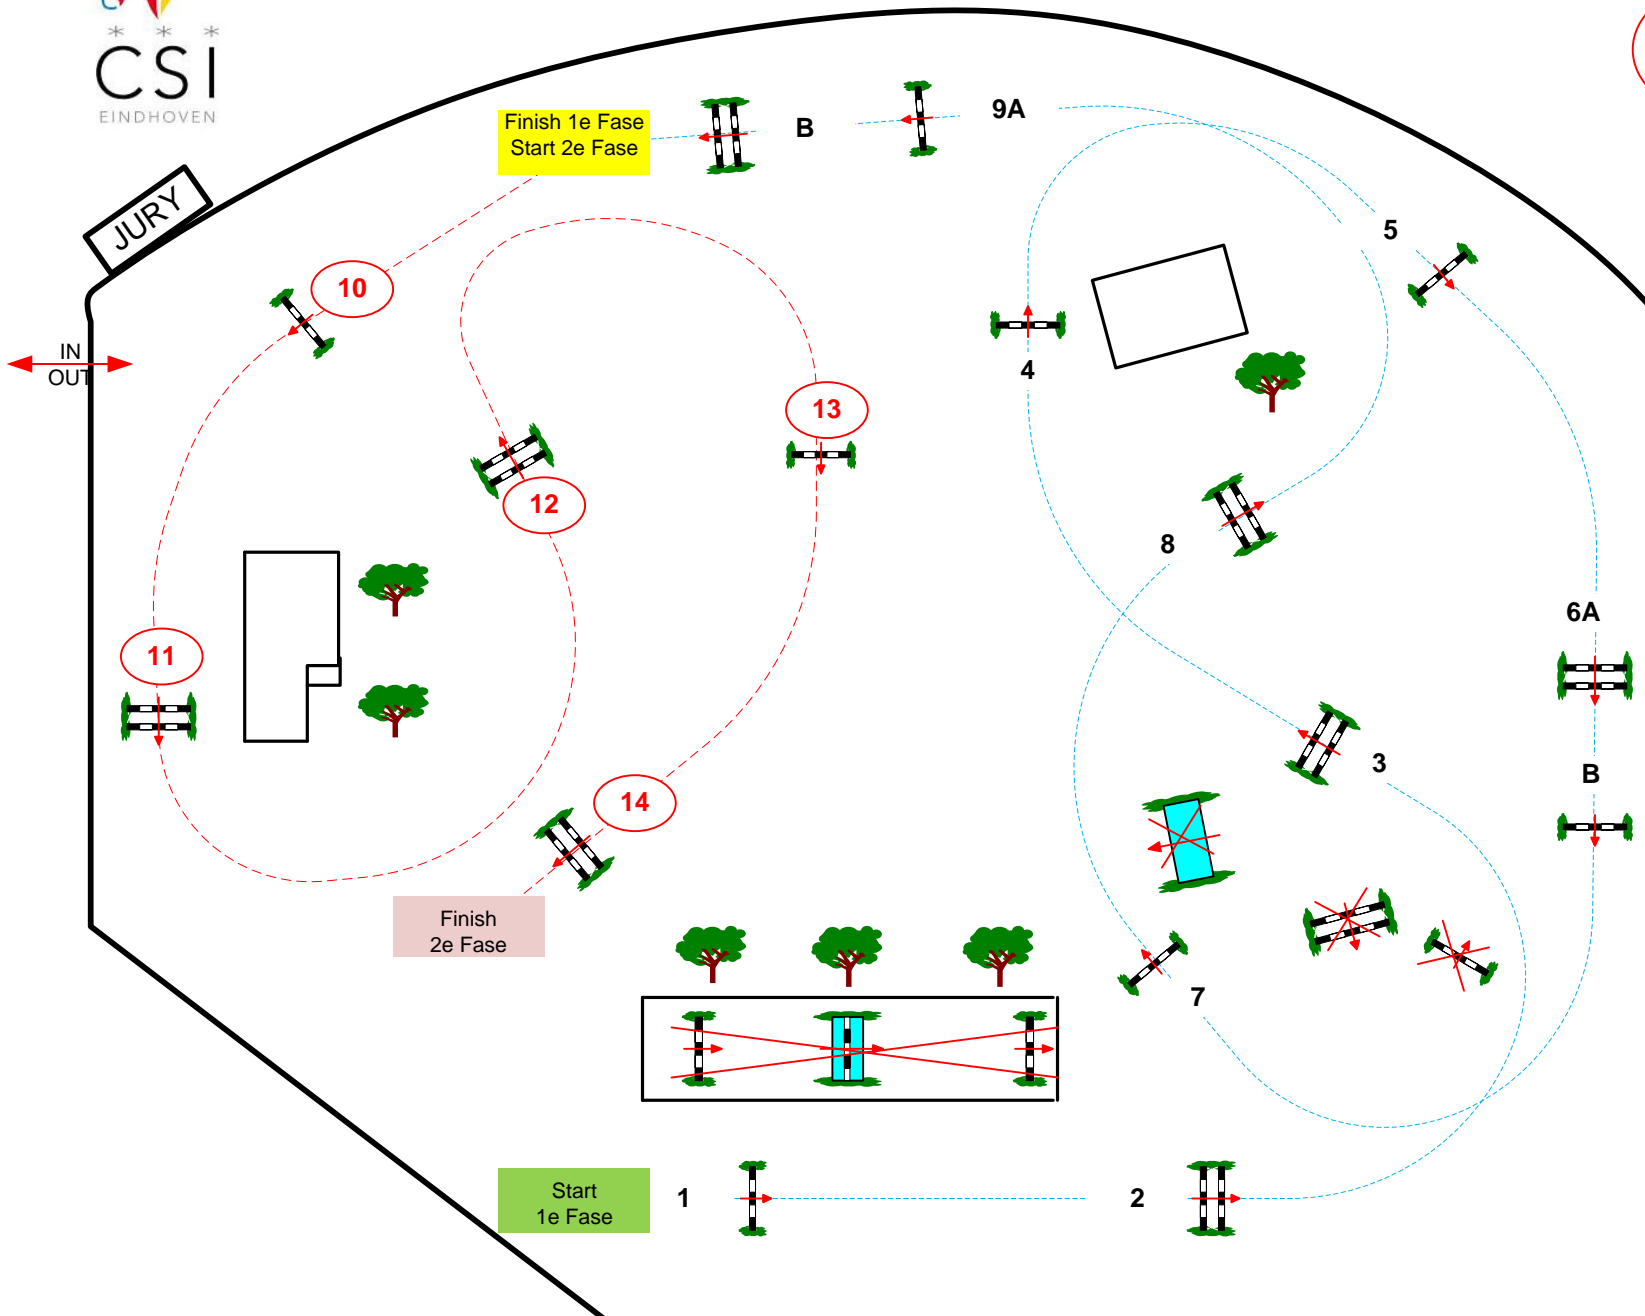 * * *
CSI
EINDHOVEN
JURY
IN
OUT
Finish 1e Fase
Start 2e Fase
B
9A
5
10
4
13
12
8
6A
11
3
B
14
Finish
2e Fase
7
Start
1e Fase
1
2